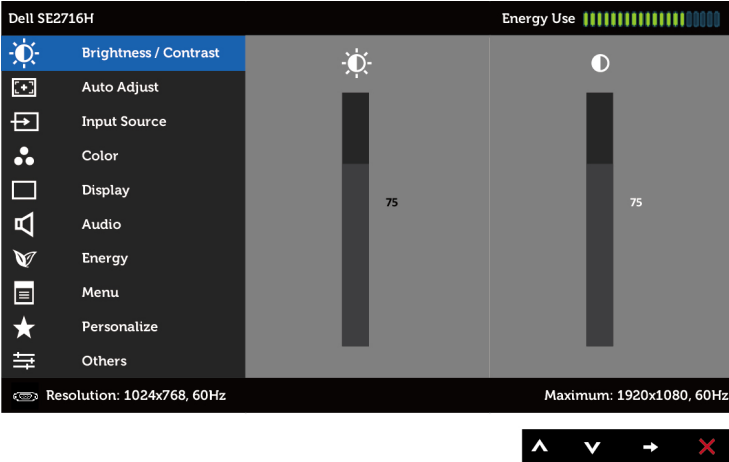 Dell SE2716H
Energy Use
Brightness / Contrast
Auto Adjust
Input Source
Color
Display
Audio
Energy
Menu
Personalize
Others
75
75
Resolution: 1024x768, 60Hz
Maximum: 1920x1080, 60Hz